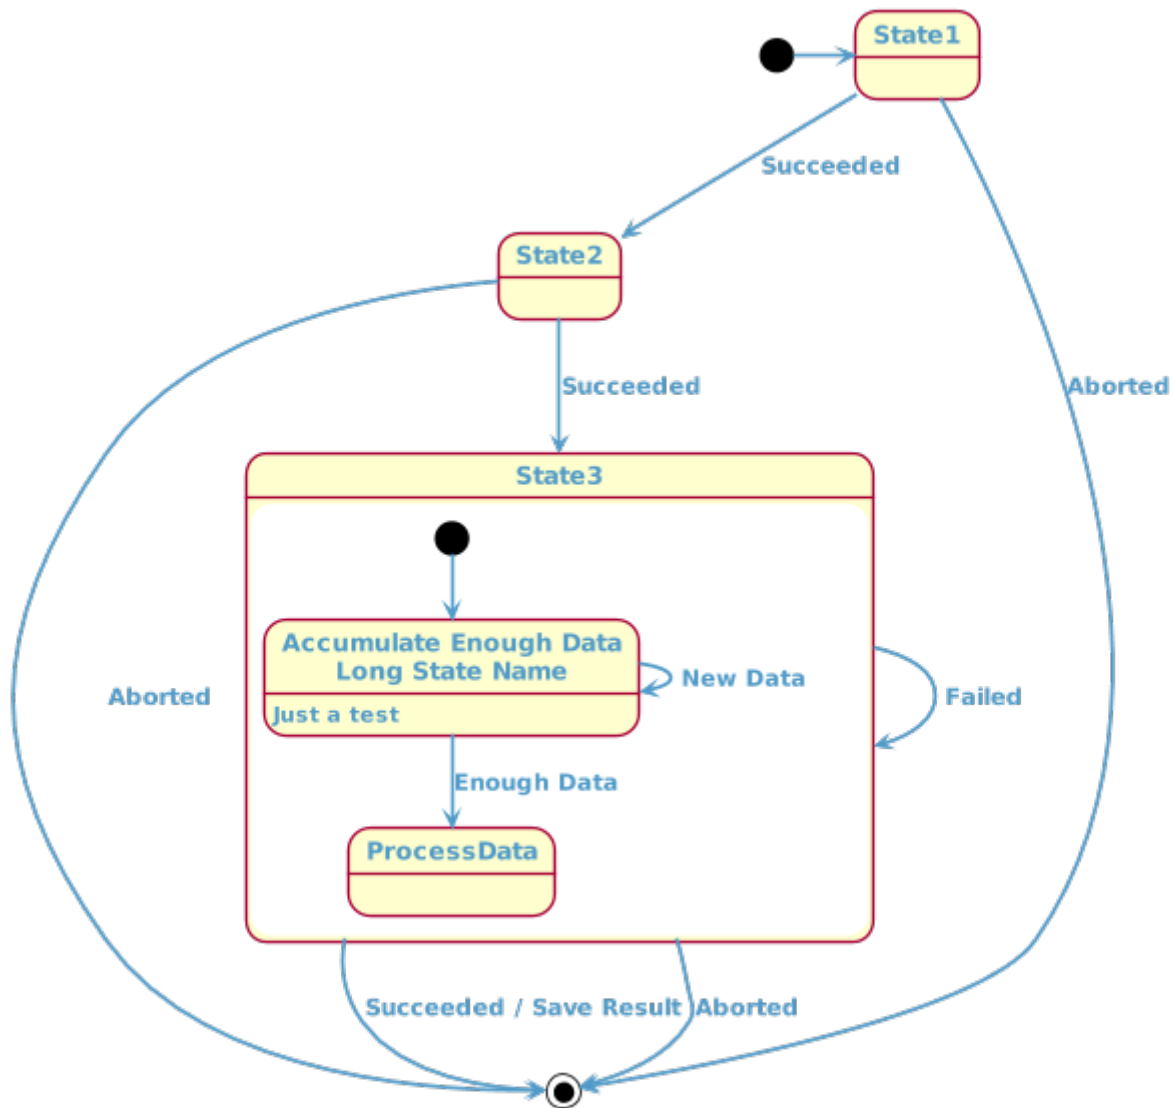 State1
Succeeded
State2
Succeeded
Aborted
State3
Accumulate Enough Data
Long State Name
Just a test
New Data
Aborted
Failed
Enough Data
ProcessData
Succeeded / Save Result
Aborted